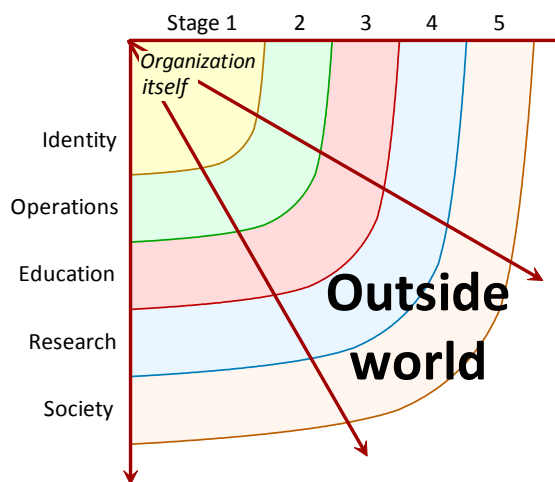 Stage 1 2 3 4 5
Organization
itself
Identity
Operations
Education
Research
Society
Outside
world